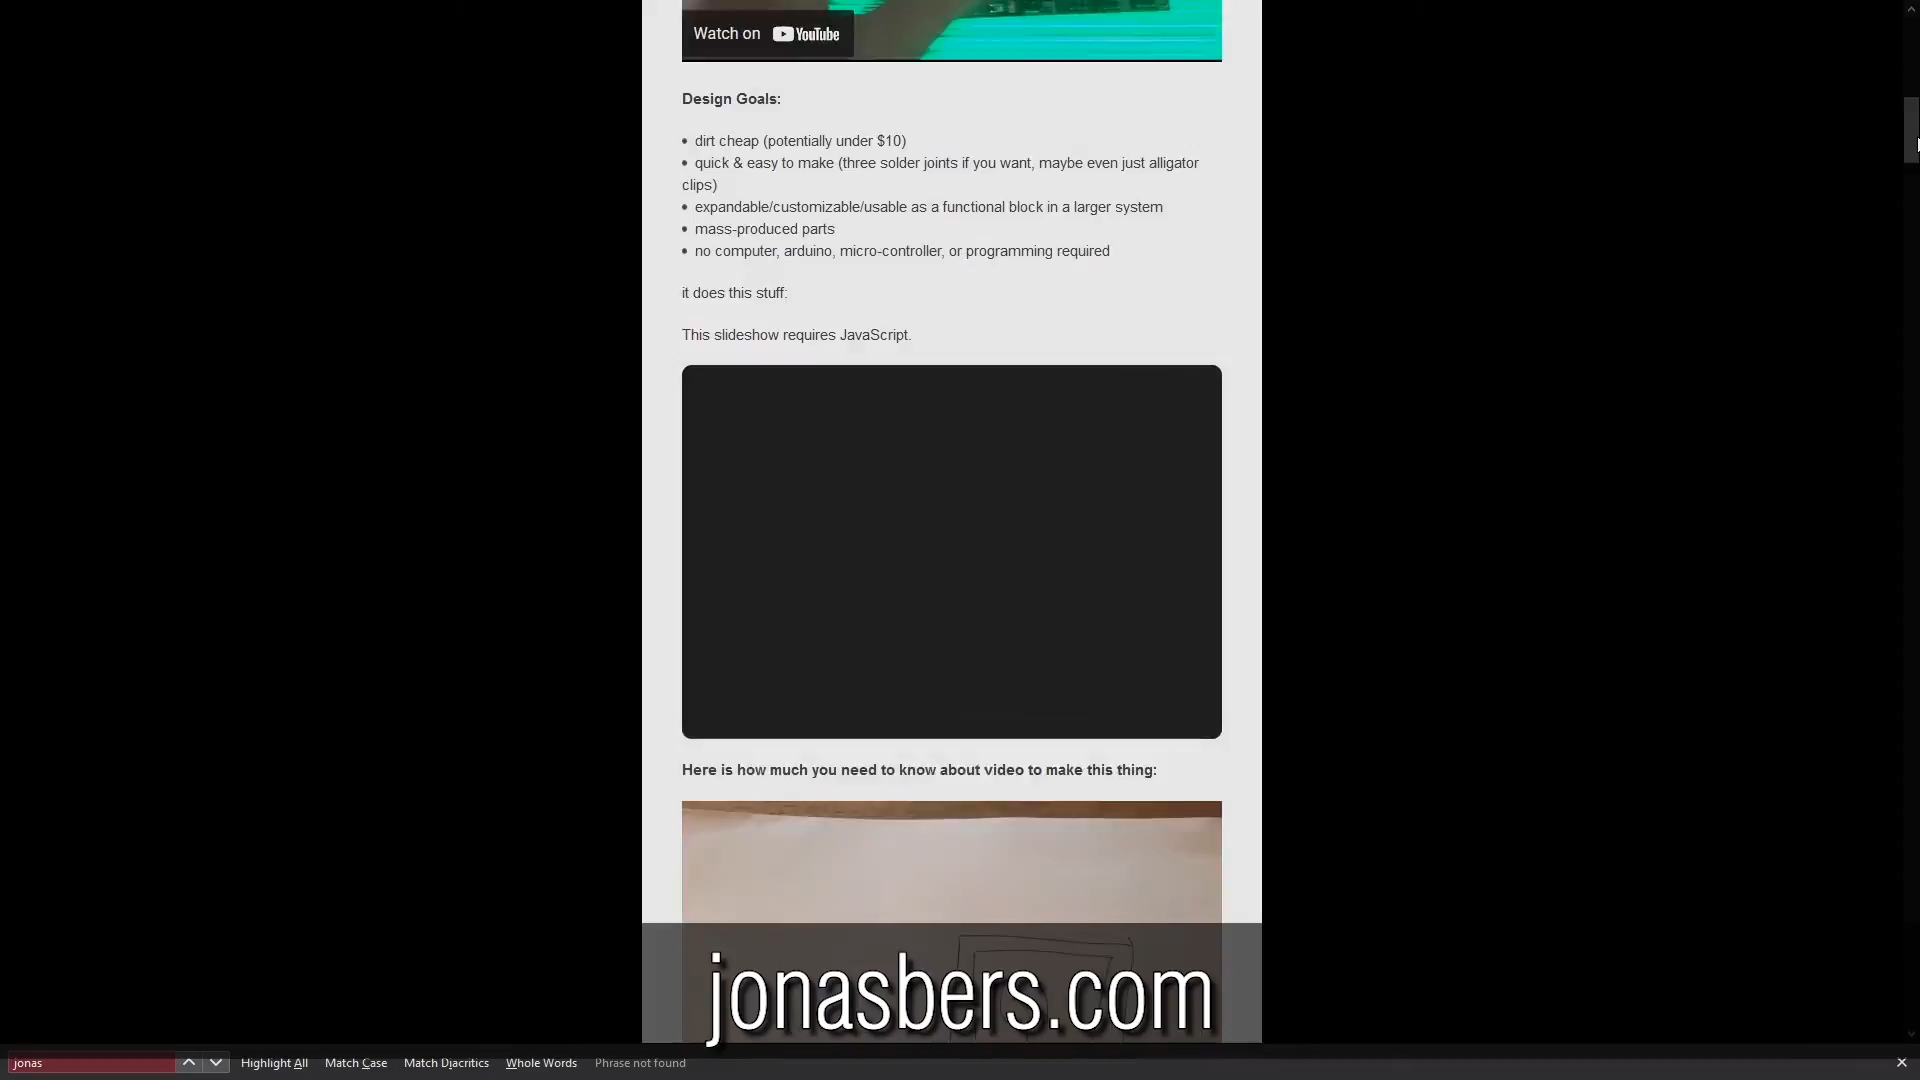 Watch on YouTube
Design Goals:
• dirt cheap (potentially under $10)
• quick & easy to make (three solder joints if you want, maybe even just alligator
clips)
• expandable/customizable/usable as a functional block in a larger system
• mass-produced parts
• no computer, arduino, micro-controller, or programming required
it does this stuff:
This slideshow requires JavaScript.
Here is how much you need to know about video to make this thing:
jonasbers.com
jonas Highlight All Match Case Match Diacritics Whole Words Phrase not found